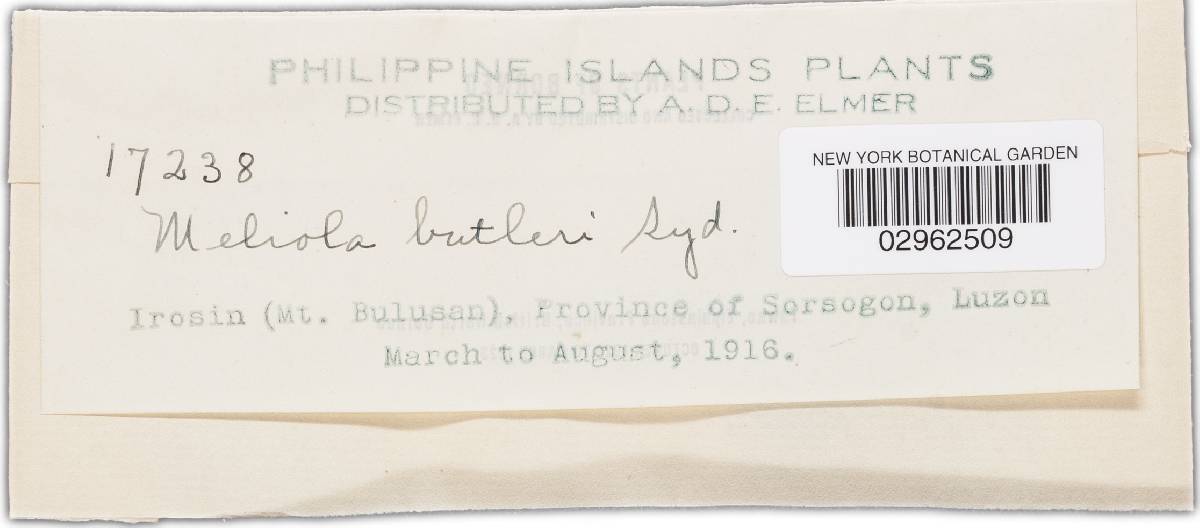 PHILIPPINE ISLANDS PLANTS
DISTRIBUTED BY A. D. E. ELMER
17238
NEW YORK BOTANICAL GARDEN
02962509
Meliola butleri Syd.
Irosin (Mt. Bulusan), Province of Sorsogon, Luzon
March to August, 1916.